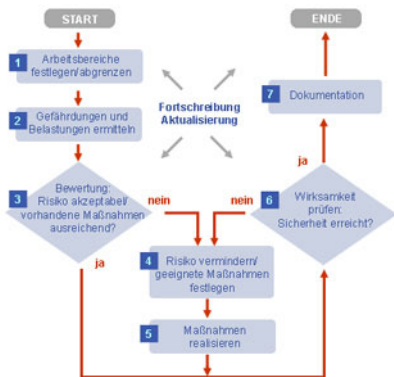 START
1
Arbeitsbereiche
festlegen/abgrenzen
2
Gefährdungen und
Belastungen ermitteln
3
Bewertung:
Risiko akzeptabel/
vorhandene Maßnahmen
ausreichend?
nein
ja
4
Risiko vermindern/
geeignete Maßnahmen
festlegen
5
Maßnahmen
realisieren
6
Wirksamkeit
prüfen:
Sicherheit erreicht?
nein
ja
7
Dokumentation
ENDE
Fortschreibung
Aktualisierung